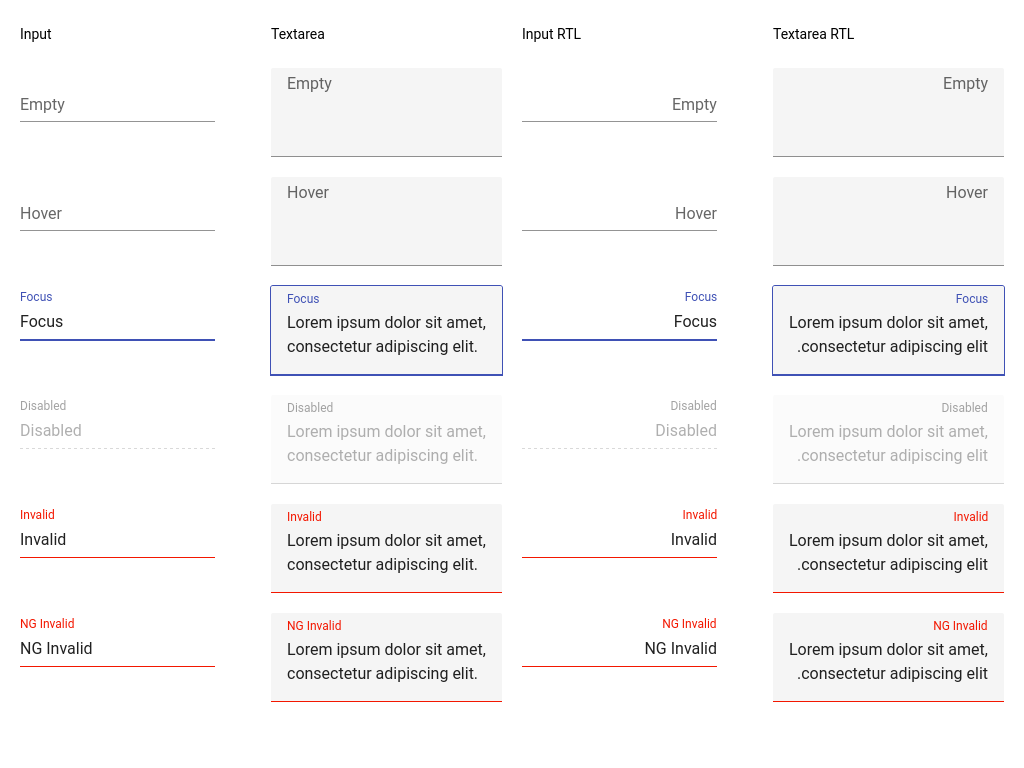 Input
Textarea
Input RTL
Textarea RTL
Empty
Empty
Empty
Empty
Hover
Hover
Hover
Hover
Focus
Focus
Focus
Lorem ipsum dolor sit amet,
consectetur adipiscing elit.
Focus
Focus
Focus
Lorem ipsum dolor sit amet,
.consectetur adipiscing elit
Disabled
Disabled
Disabled
Lorem ipsum dolor sit amet,
consectetur adipiscing elit.
Disabled
Disabled
Disabled
Lorem ipsum dolor sit amet,
.consectetur adipiscing elit
Invalid
Invalid
Invalid
Lorem ipsum dolor sit amet,
consectetur adipiscing elit.
Invalid
Invalid
Invalid
Lorem ipsum dolor sit amet,
.consectetur adipiscing elit
NG Invalid
NG Invalid
NG Invalid
Lorem ipsum dolor sit amet,
consectetur adipiscing elit.
NG Invalid
NG Invalid
NG Invalid
Lorem ipsum dolor sit amet,
.consectetur adipiscing elit